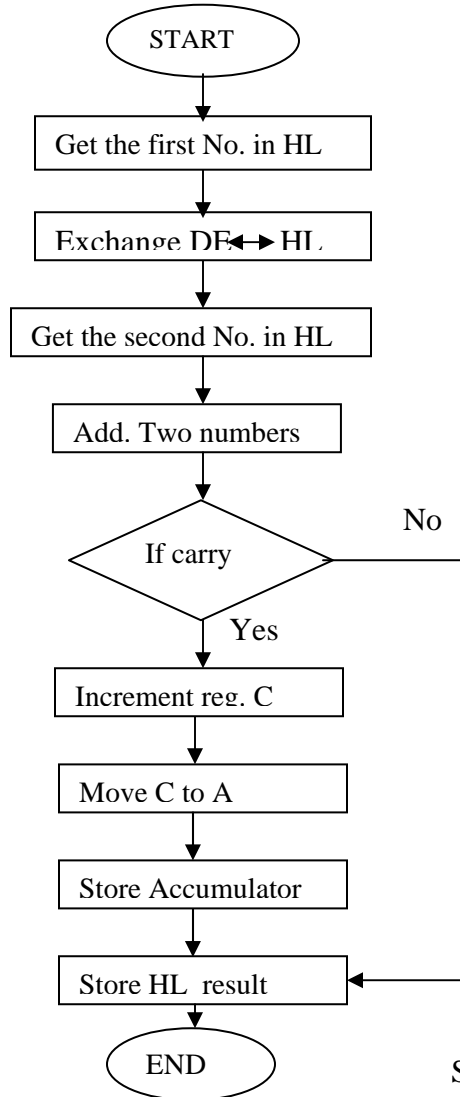 START
Get the first No. in HL
Exchange DE HL
Get the second No. in HL
Add. Two numbers
If carry
No
Yes
Increment reg. C
Move C to A
Store Accumulator
Store HL result
END
S